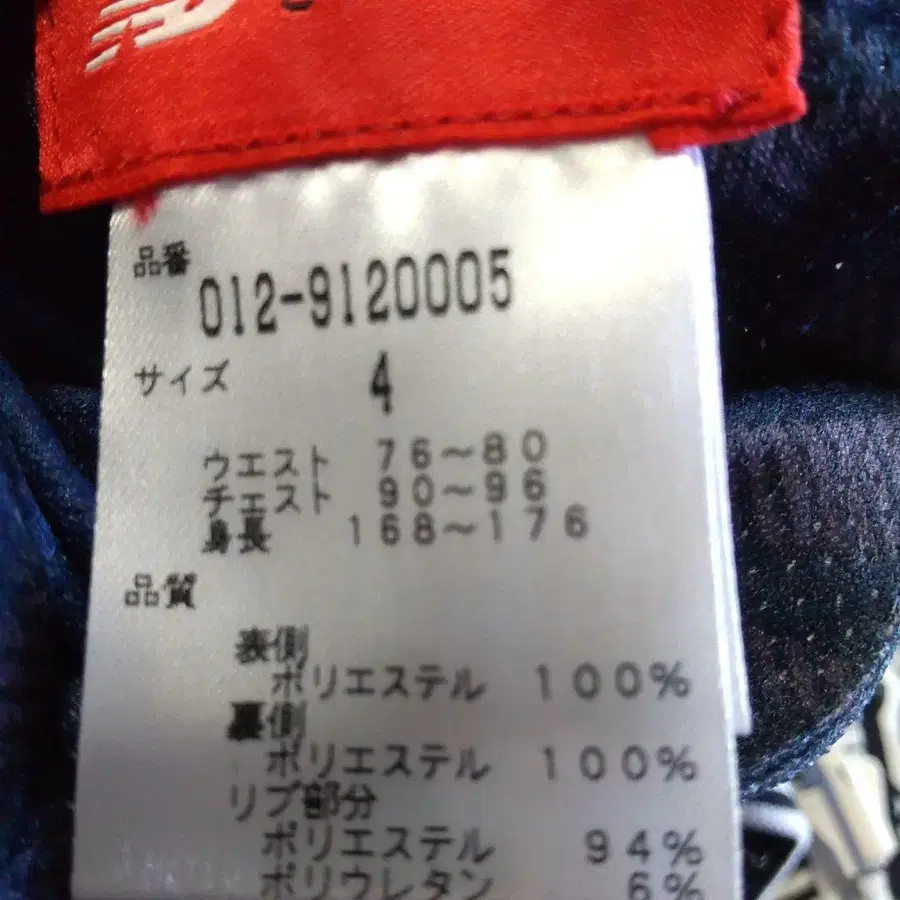 品番
012-9120005
サイズ 4
ウエスト 76～80
チェスト 90～96
身長 168～176
品質
表側
ポリエステル 100%
裏側
ポリエステル 100%
リブ部分
ポリエステル 94%
ポリウレタン 6%